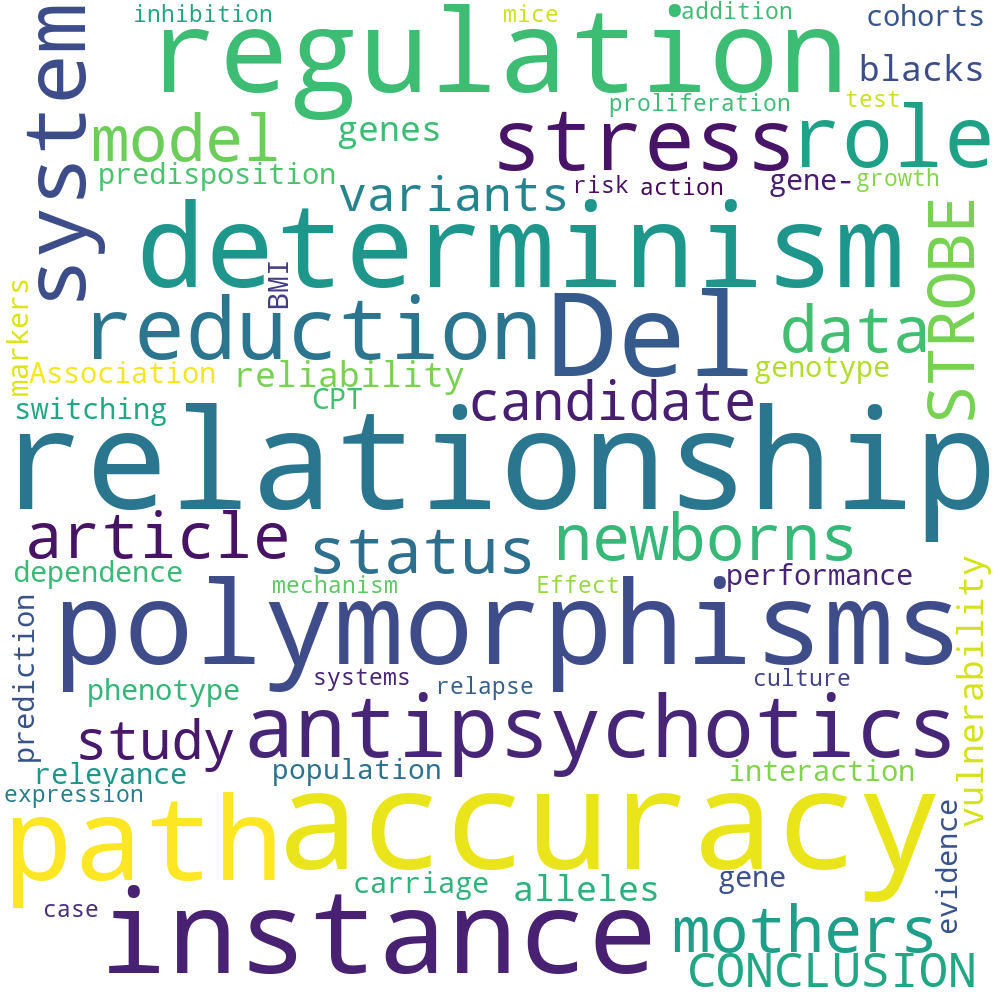 inhibition
mice
addition
cohorts
system
regulation
blacks
proliferation
test
model
genes
stress
role
predisposition
variants
risk
action
gene-
growth
determinism
STROBE
BMI
markers
reduction
Del
data
Association
reliability
genotype
switching
CPT
candidate
relationship
article
status
newborns
dependence
mechanism
Effect
performance
vulnerability
polymorphisms
prediction
phenotype
systems
relapse
culture
study
antipsychotics
relevance
population
interaction
expression
path
accuracy
evidence
carriage
alleles
gene
case
instance
mothers
CONCLUSION